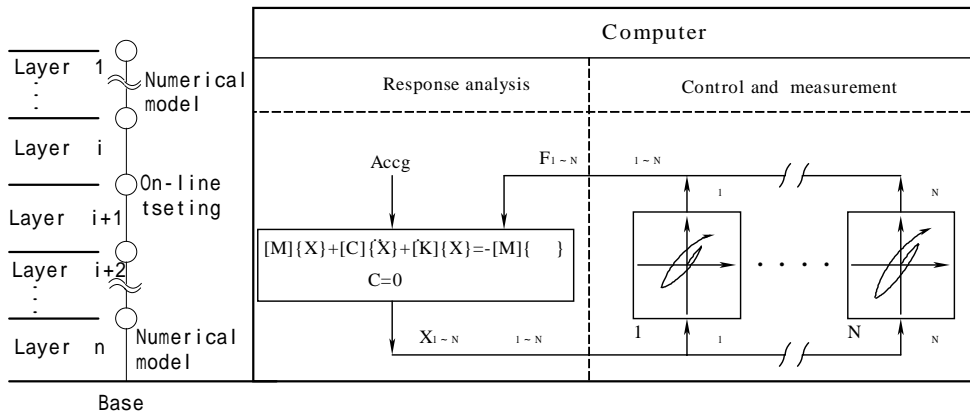 Computer
Response analysis
Control and measurement
Layer 1
⋮
Numerical
model
Layer i
On-line
tseting
Layer i+1
Layer i+2
⋮
Layer n
Numerical
model
Base
Accg
F1~N
1~N
1
N
[M]{X}+[C]{Ẋ}+[K]{X}=-[M]{ }
C=0
· · · ·
1
N
X1~N
1~N
1
N